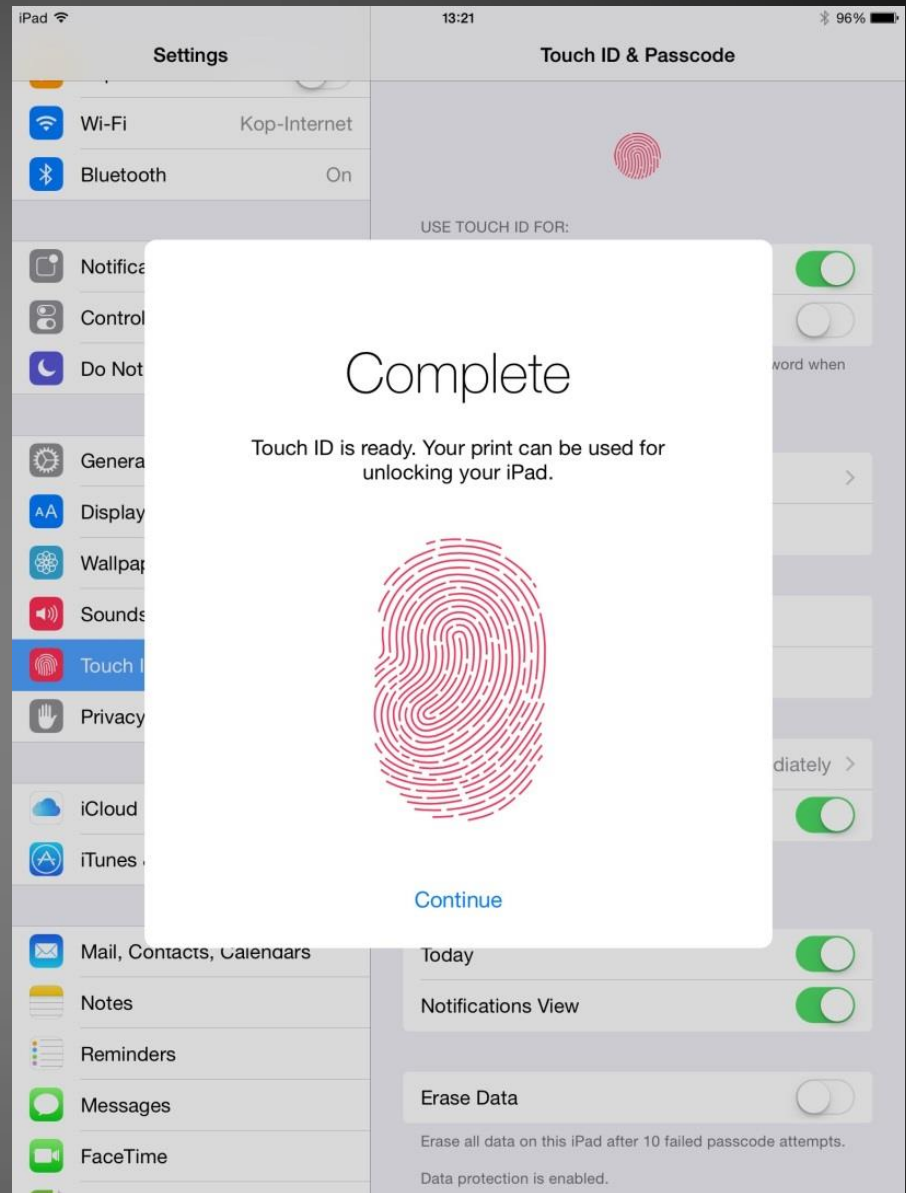 iPad 13:21 96%
Settings
Touch ID & Passcode
Wi-Fi Kop-Internet
Bluetooth On
USE TOUCH ID FOR:
Notifica
Control
Do Not
word when
Complete
Touch ID is ready. Your print can be used for
unlocking your iPad.
Genera
AA Display
Wallpap
Sounds
Touch I
Privacy
diately
iCloud
iTunes
Continue
Mail, Contacts, Calendars
Today
Notes
Notifications View
Reminders
Messages
Erase Data
Erase all data on this iPad after 10 failed passcode attempts.
FaceTime
Data protection is enabled.